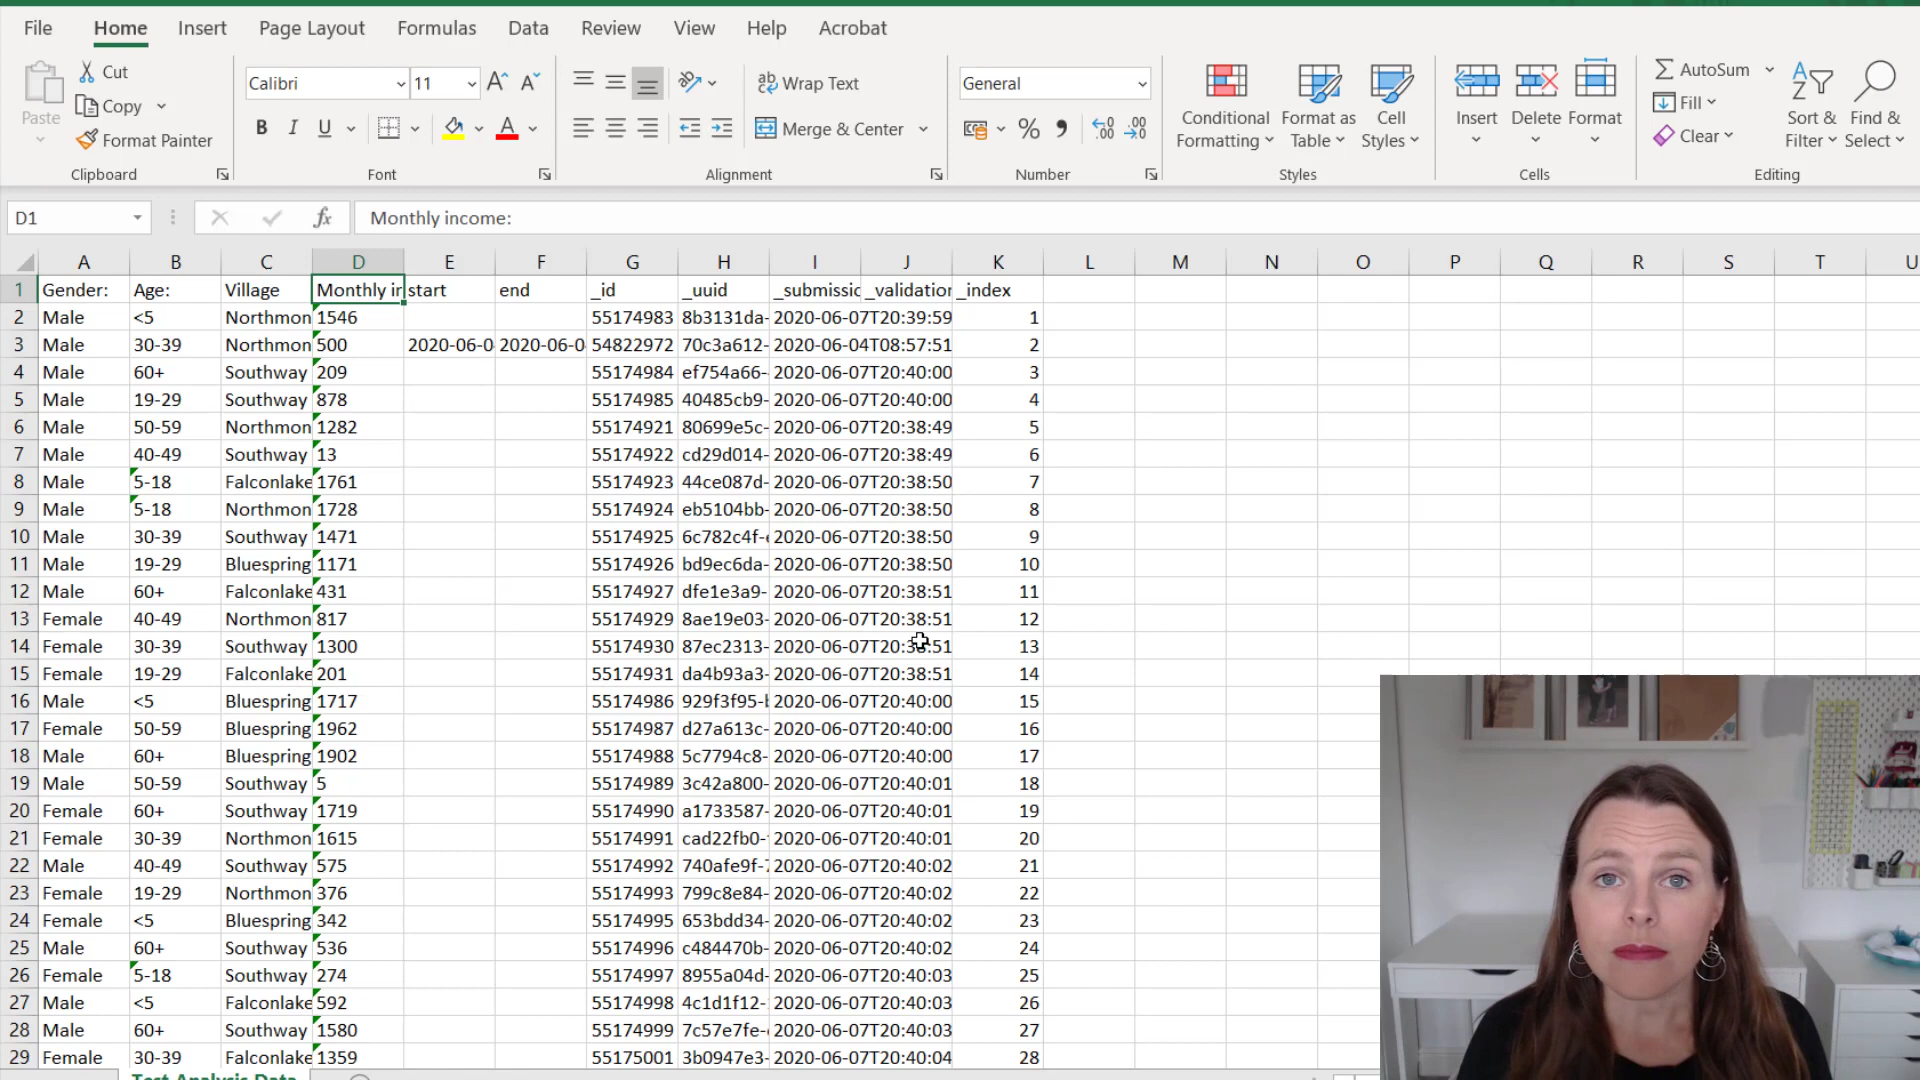 File Home Insert Page Layout Formulas Data Review View Help Acrobat
Paste Cut Copy Format Painter Clipboard
Calibri 11 B I U Font
Wrap Text Merge & Center Alignment
General % Number
Conditional Formatting Format as Table Cell Styles Styles
Insert Delete Format Cells
AutoSum Fill Clear Sort & Filter Find & Select Editing
D1 fx Monthly income:
A B C D E F G H I J K L M N O P Q R S T U
1 Gender: Age: Village Monthly in start end _id _uuid _submissio _validation _index
2 Male <5 Northmon 1546 55174983 8b3131da- 2020-06-07T20:39:59 1
3 Male 30-39 Northmon 500 2020-06-0 2020-06-0 54822972 70c3a612- 2020-06-04T08:57:51 2
4 Male 60+ Southway 209 55174984 ef754a66- 2020-06-07T20:40:00 3
5 Male 19-29 Southway 878 55174985 40485cb9- 2020-06-07T20:40:00 4
6 Male 50-59 Northmon 1282 55174921 80699e5c- 2020-06-07T20:38:49 5
7 Male 40-49 Southway 13 55174922 cd29d014- 2020-06-07T20:38:49 6
8 Male 5-18 Falconlake 1761 55174923 44ce087d- 2020-06-07T20:38:50 7
9 Male 5-18 Northmon 1728 55174924 eb5104bb- 2020-06-07T20:38:50 8
10 Male 30-39 Southway 1471 55174925 6c782c4f- 2020-06-07T20:38:50 9
11 Male 19-29 Bluespring 1171 55174926 bd9ec6da- 2020-06-07T20:38:50 10
12 Male 60+ Falconlake 431 55174927 dfe1e3a9- 2020-06-07T20:38:51 11
13 Female 40-49 Northmon 817 55174929 8ae19e03- 2020-06-07T20:38:51 12
14 Female 30-39 Southway 1300 55174930 87ec2313- 2020-06-07T20:38:51 13
15 Female 19-29 Falconlake 201 55174931 da4b93a3- 2020-06-07T20:38:51 14
16 Male <5 Bluespring 1717 55174986 929f3f95- 2020-06-07T20:40:00 15
17 Female 50-59 Bluespring 1962 55174987 d27a613c- 2020-06-07T20:40:00 16
18 Male 60+ Bluespring 1902 55174988 5c7794c8- 2020-06-07T20:40:00 17
19 Male 50-59 Southway 5 55174989 3c42a800- 2020-06-07T20:40:01 18
20 Female 60+ Southway 1719 55174990 a1733587- 2020-06-07T20:40:01 19
21 Female 30-39 Northmon 1615 55174991 cad22fb0- 2020-06-07T20:40:01 20
22 Male 40-49 Southway 575 55174992 740afe9f- 2020-06-07T20:40:02 21
23 Female 19-29 Northmon 376 55174993 799c8e84- 2020-06-07T20:40:02 22
24 Female <5 Bluespring 342 55174995 653bdd34- 2020-06-07T20:40:02 23
25 Male 60+ Southway 536 55174996 c484470b- 2020-06-07T20:40:02 24
26 Female 5-18 Southway 274 55174997 8955a04d- 2020-06-07T20:40:03 25
27 Male <5 Falconlake 592 55174998 4c1d1f12- 2020-06-07T20:40:03 26
28 Male 60+ Southway 1580 55174999 7c57e7fe- 2020-06-07T20:40:03 27
29 Female 30-39 Falconlake 1359 55175001 3b0947e3- 2020-06-07T20:40:04 28
Test Analysis Data